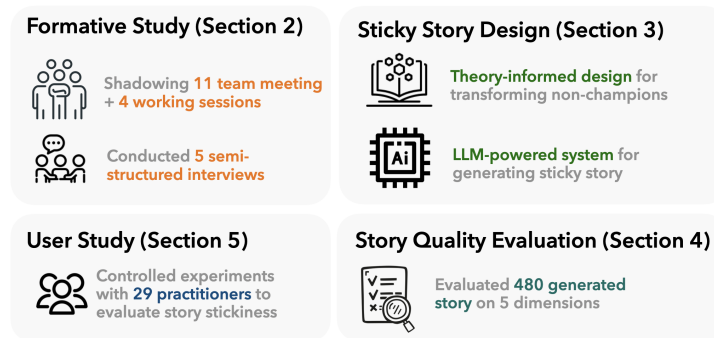 Formative Study (Section 2)
Shadowing 11 team meeting
+ 4 working sessions
Conducted 5 semi-
structured interviews
Sticky Story Design (Section 3)
Theory-informed design for
transforming non-champions
Ai
LLM-powered system for
generating sticky story
User Study (Section 5)
Controlled experiments
with 29 practitioners to
evaluate story stickiness
Story Quality Evaluation (Section 4)
Evaluated 480 generated
story on 5 dimensions